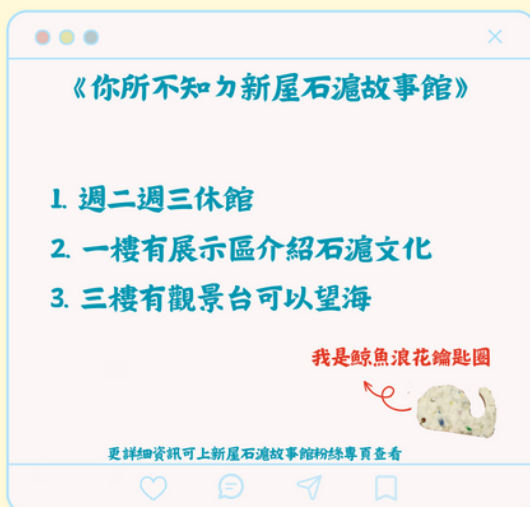 《你所不知ㄉ新屋石滬故事館》
1. 週二週三休館
2. 一樓有展示區介紹石滬文化
3. 三樓有觀景台可以望海
我是鯨魚浪花鑰匙圈
更詳細資訊可上新屋石滬故事館粉絲專頁查看